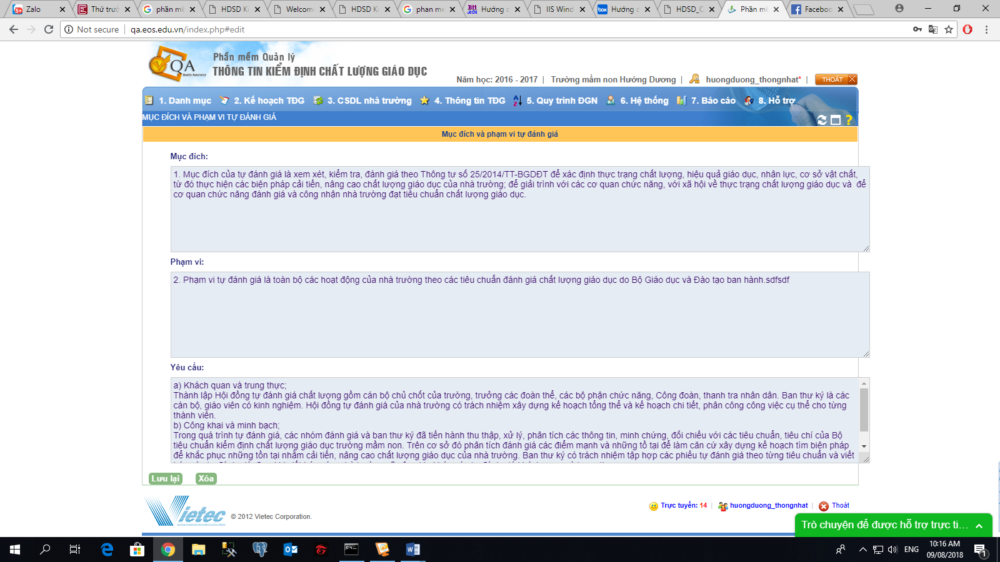 Zalo
Thứ trưở
phần mề
HDSD Ki
Welcome
HDSD Ki
phan me
Hướng d
IIS Wind
Hướng d
HDSD_C
Phần mề
Facebook
Not secure
qa.eos.edu.vn/index.php#edit
QA
Quality Assurance
Phần mềm Quản lý
THÔNG TIN KIỂM ĐỊNH CHẤT LƯỢNG GIÁO DỤC
Năm học: 2016 - 2017 | Trường mầm non Hướng Dương | huongduong_thongnhat* | THOÁT
1. Danh mục 2. Kế hoạch TĐG 3. CSDL nhà trường 4. Thông tin TĐG 5. Quy trình ĐGN 6. Hệ thống 7. Báo cáo 8. Hỗ trợ
MỤC ĐÍCH VÀ PHẠM VI TỰ ĐÁNH GIÁ
Mục đích và phạm vi tự đánh giá
Mục đích:
1. Mục đích của tự đánh giá là xem xét, kiểm tra, đánh giá theo Thông tư số 25/2014/TT-BGDĐT để xác định thực trạng chất lượng, hiệu quả giáo dục, nhân lực, cơ sở vật chất,
từ đó thực hiện các biện pháp cải tiến, nâng cao chất lượng giáo dục của nhà trường; để giải trình với các cơ quan chức năng, với xã hội về thực trạng chất lượng giáo dục và để
cơ quan chức năng đánh giá và công nhận nhà trường đạt tiêu chuẩn chất lượng giáo dục.
Phạm vi:
2. Phạm vi tự đánh giá là toàn bộ các hoạt động của nhà trường theo các tiêu chuẩn đánh giá chất lượng giáo dục do Bộ Giáo dục và Đào tạo ban hành.sdfsdf
Yêu cầu:
a) Khách quan và trung thực;
Thành lập Hội đồng tự đánh giá chất lượng gồm cán bộ chủ chốt của trường, trưởng các đoàn thể, các bộ phận chức năng, Công đoàn, thanh tra nhân dân. Ban thư ký là các
cán bộ, giáo viên có kinh nghiệm. Hội đồng tự đánh giá của nhà trường có trách nhiệm xây dựng kế hoạch tổng thể và kế hoạch chi tiết, phân công công việc cụ thể cho từng
thành viên.
b) Công khai và minh bạch;
Trong quá trình tự đánh giá, các nhóm đánh giá và ban thư ký đã tiến hành thu thập, xử lý, phân tích các thông tin, minh chứng, đối chiếu với các tiêu chuẩn, tiêu chí của Bộ
tiêu chuẩn kiểm định chất lượng giáo dục trường mầm non. Trên cơ sở đó phân tích đánh giá các điểm mạnh và những tồ tại để làm căn cứ xây dựng kế hoạch tìm biện pháp
để khắc phục những tồn tại nhằm cải tiến, nâng cao chất lượng giáo dục của nhà trường. Ban thư ký có trách nhiệm tập hợp các phiếu tự đánh giá theo từng tiêu chuẩn và viết
Lưu lại Xóa
Vietec
© 2012 Vietec Corporation.
Trực tuyến: 14 | huongduong_thongnhat | Thoát
Trò chuyện để được hỗ trợ trực ti...
ENG
10:16 AM
09/08/2018
1